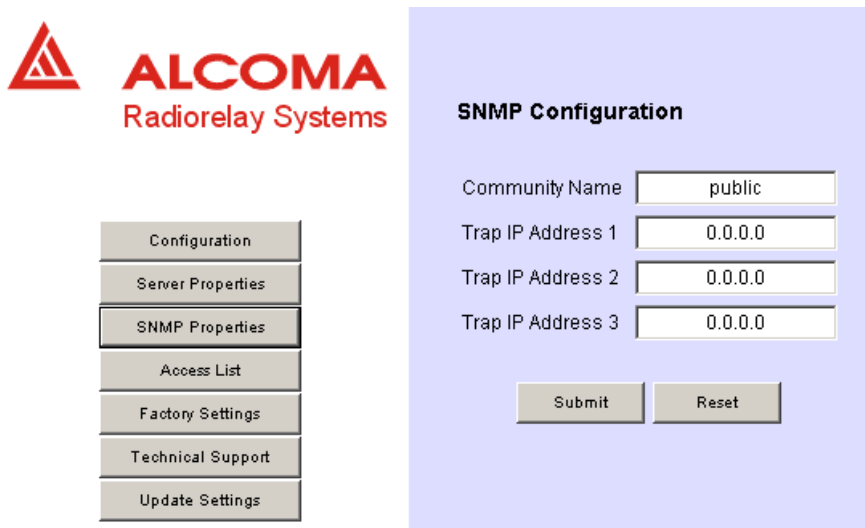 ALCOMA
Radiorelay Systems
Configuration
Server Properties
SNMP Properties
Access List
Factory Settings
Technical Support
Update Settings
SNMP Configuration
Community Name public
Trap IP Address 1 0.0.0.0
Trap IP Address 2 0.0.0.0
Trap IP Address 3 0.0.0.0
Submit Reset